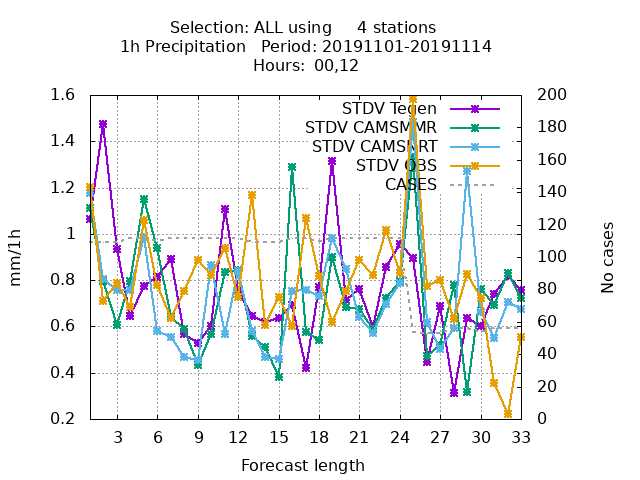 Selection: ALL using 4 stations
1h Precipitation Period: 20191101-20191114
Hours: 00,12
STDV Tegen
STDV CAMSMMR
STDV CAMSNRT
STDV OBS
CASES
1.6
1.4
1.2
1
0.8
0.6
0.4
0.2
mm/1h
200
180
160
140
120
100
80
60
40
20
0
No cases
3 6 9 12 15 18 21 24 27 30 33
Forecast length